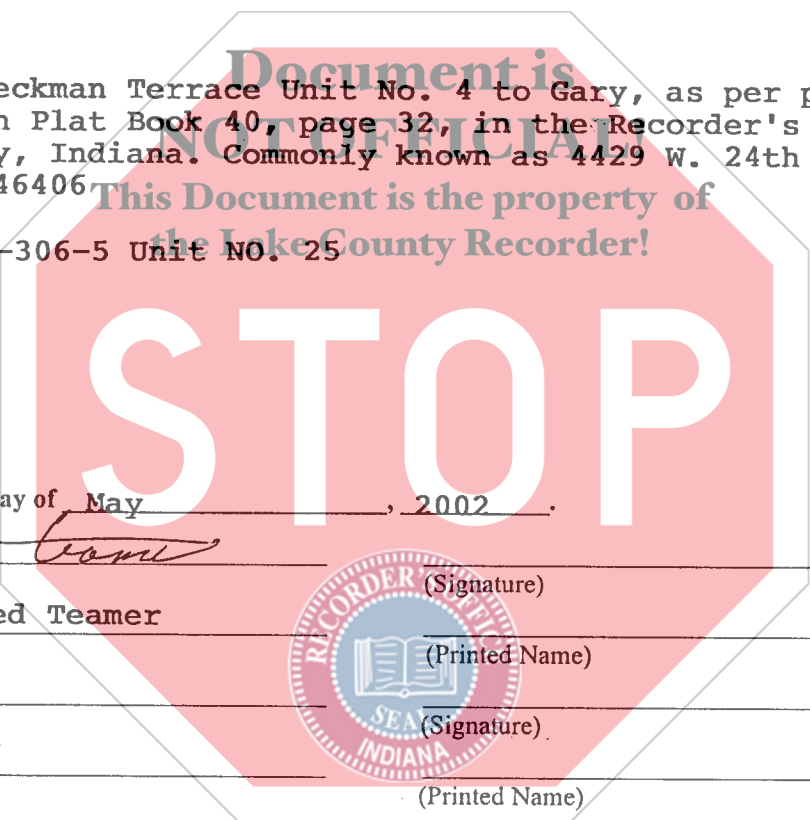 Document is
eckman Terrace Unit No. 4 to Gary, as per p
n Plat Book 40, page 32, in the Recorder's
NOT OFFICIAL
y, Indiana. Commonly known as 4429 W. 24th
46406
This Document is the property of
the Lake County Recorder!
-306-5 Unit NO. 25
STOP
ay of May, 2002.
(Signature)
ed Teamer
(Printed Name)
(Signature)
(Printed Name)
RECORDER'S OFFICE
SEAL
INDIANA